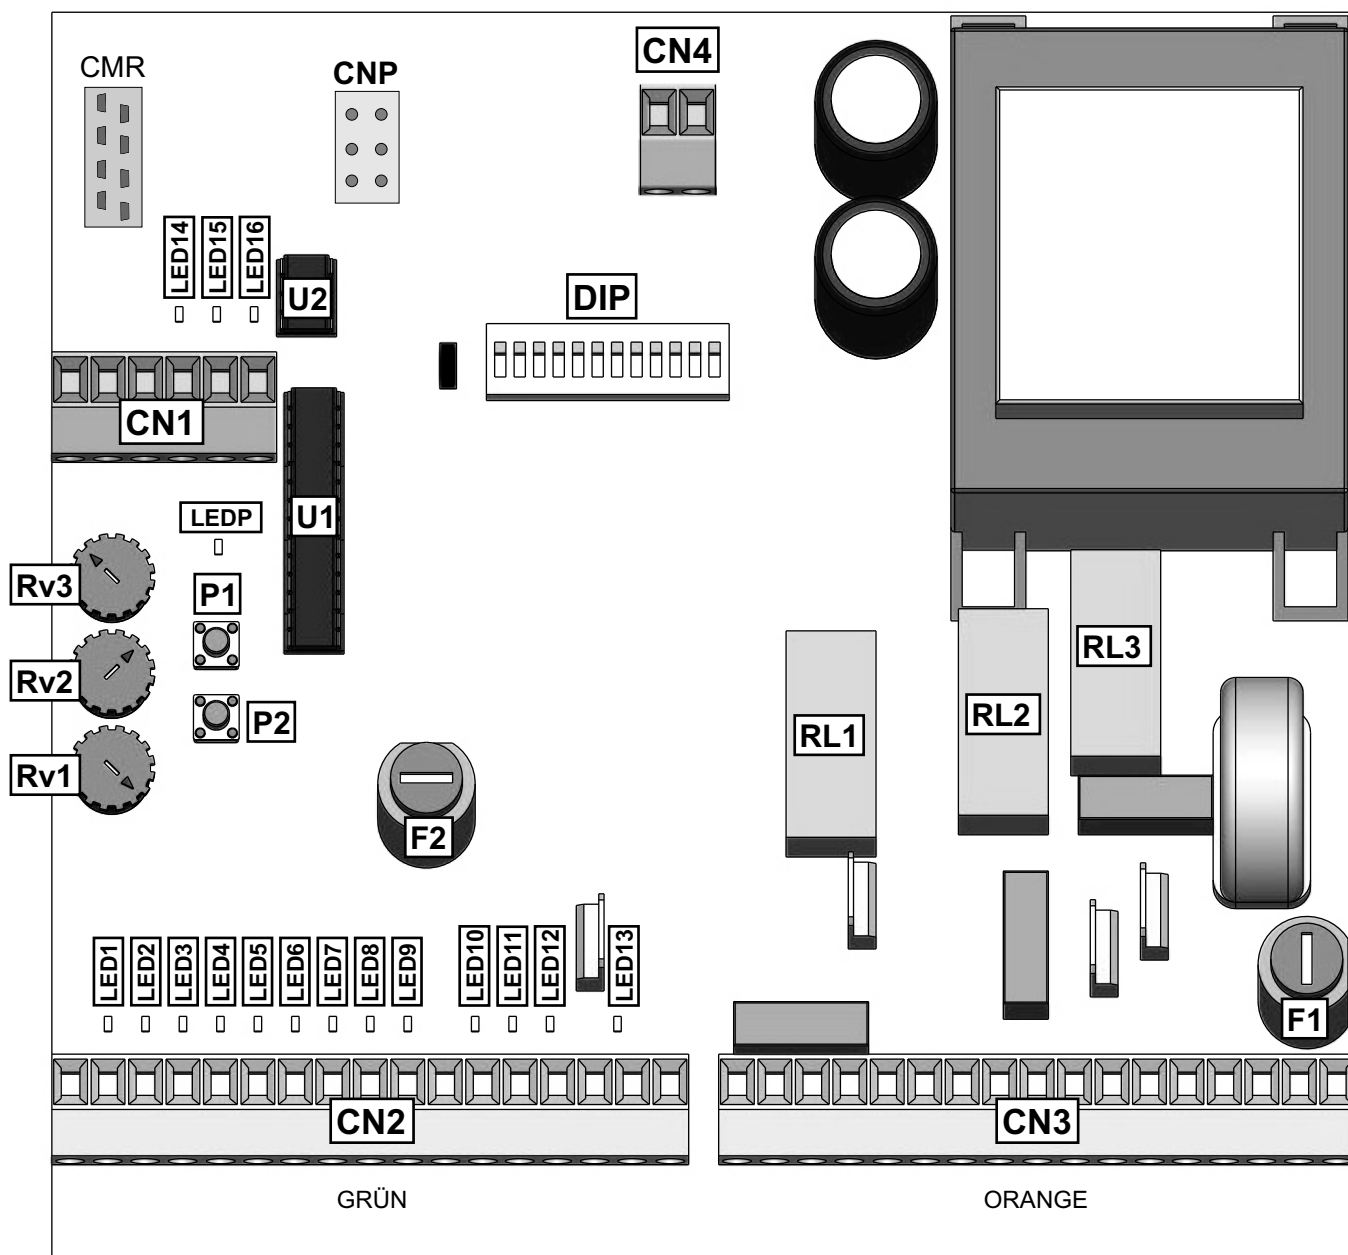 CN4
CMR
CNP
LED14
LED15
LED16
U2
DIP
CN1
U1
LEDP
Rv3
P1
RL3
Rv2
P2
RL2
RL1
Rv1
F2
LED1
LED2
LED3
LED4
LED5
LED6
LED7
LED8
LED9
LED10
LED11
LED12
LED13
F1
CN2
CN3
GRÜN
ORANGE